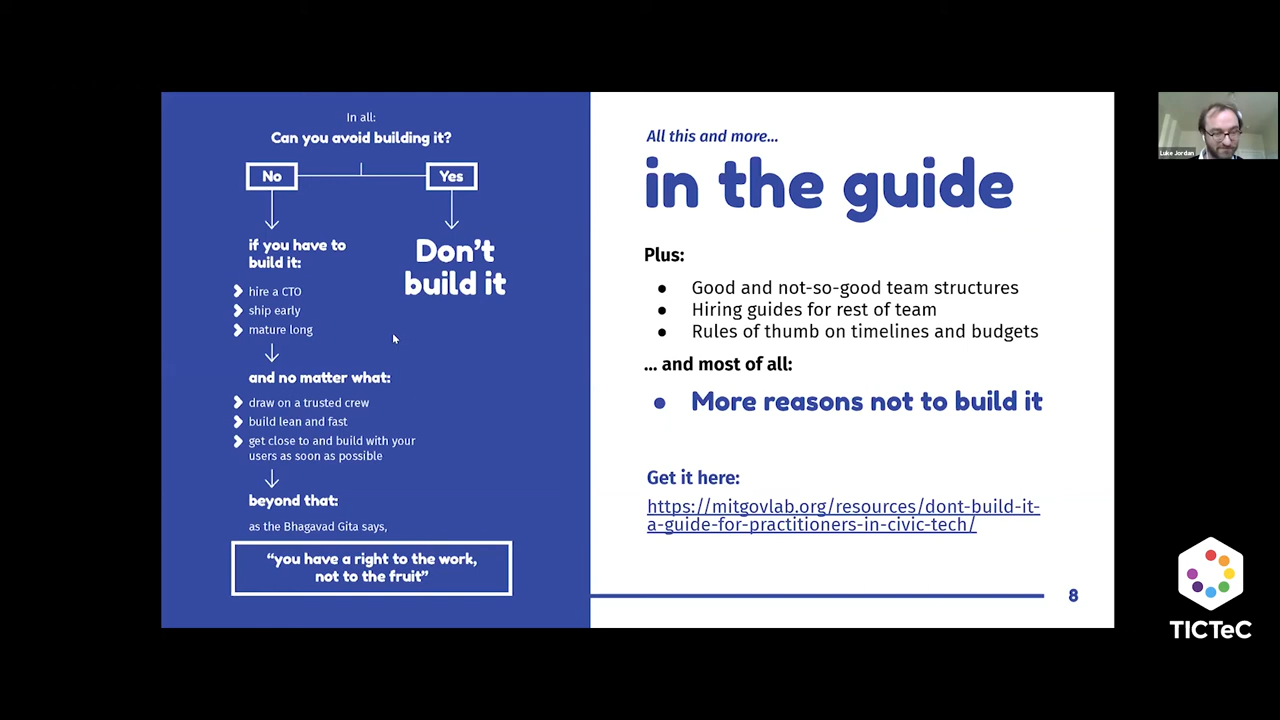 In all:
Can you avoid building it?
No
Yes
if you have to
build it:
hire a CTO
ship early
mature long
Don't
build it
and no matter what:
draw on a trusted crew
build lean and fast
get close to and build with your
users as soon as possible
beyond that:
as the Bhagavad Gita says,
“you have a right to the work,
not to the fruit”
All this and more...
in the guide
Plus:
● Good and not-so-good team structures
● Hiring guides for rest of team
● Rules of thumb on timelines and budgets
... and most of all:
● More reasons not to build it
Get it here:
https://mitgovlab.org/resources/dont-build-it-
a-guide-for-practitioners-in-civic-tech/
8
Luke Jordan
TICTeC